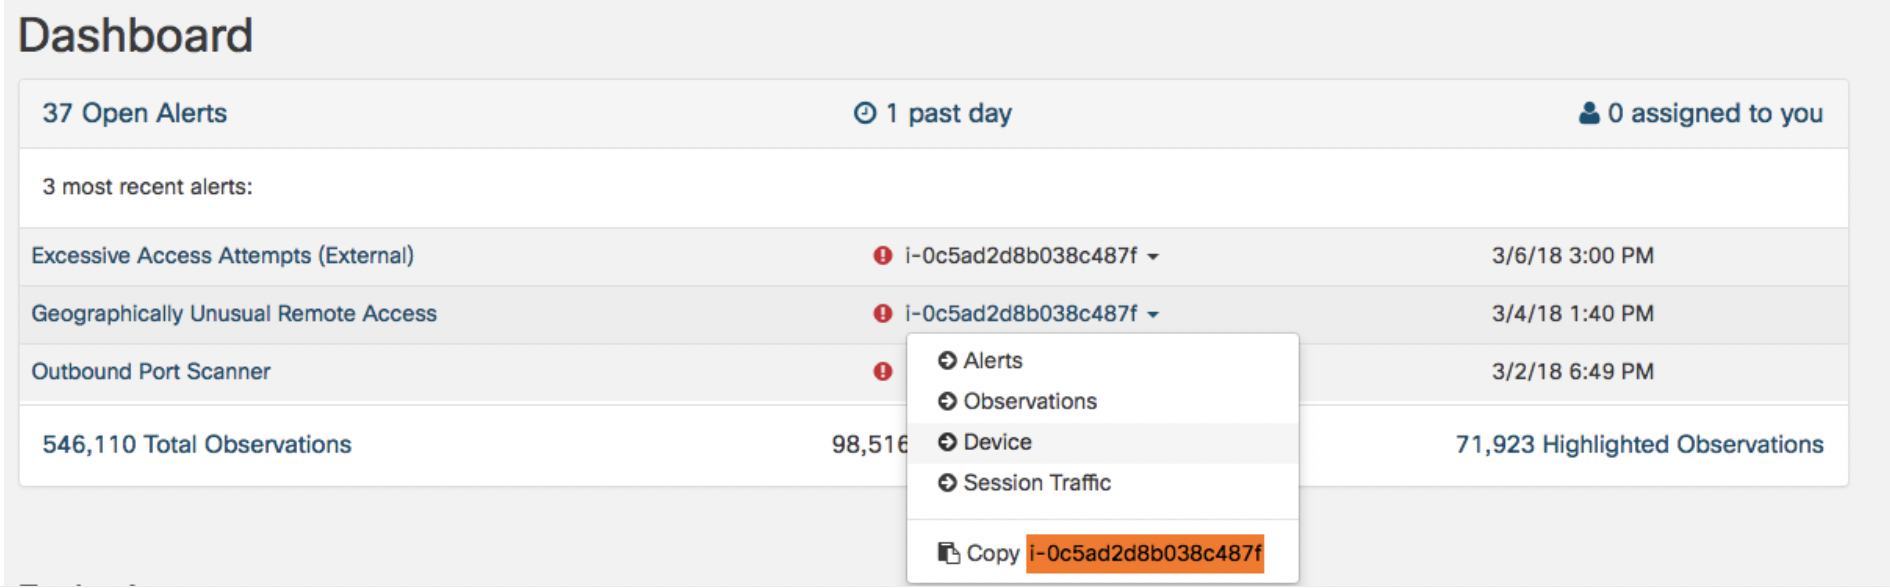 Dashboard
37 Open Alerts 1 past day 0 assigned to you
3 most recent alerts:
Excessive Access Attempts (External) i-0c5ad2d8b038c487f 3/6/18 3:00 PM
Geographically Unusual Remote Access i-0c5ad2d8b038c487f 3/4/18 1:40 PM
Alerts
Outbound Port Scanner 3/2/18 6:49 PM
Observations
546,110 Total Observations 98,516 71,923 Highlighted Observations
Device
Session Traffic
Copy i-0c5ad2d8b038c487f